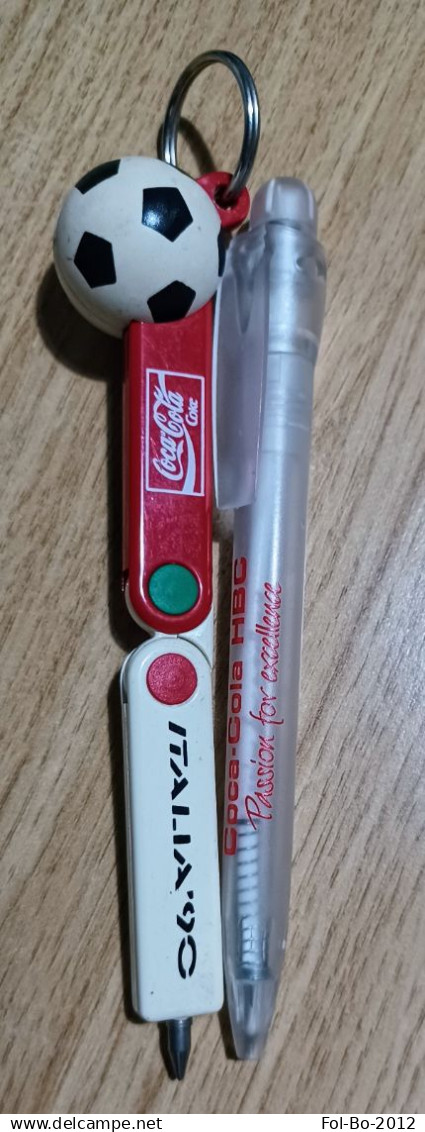 Coca-Cola
Coke
ITALIA'90
Coca-Cola HBC
Passion for excellence
www.delcampe.net
Fol-Bo-2012